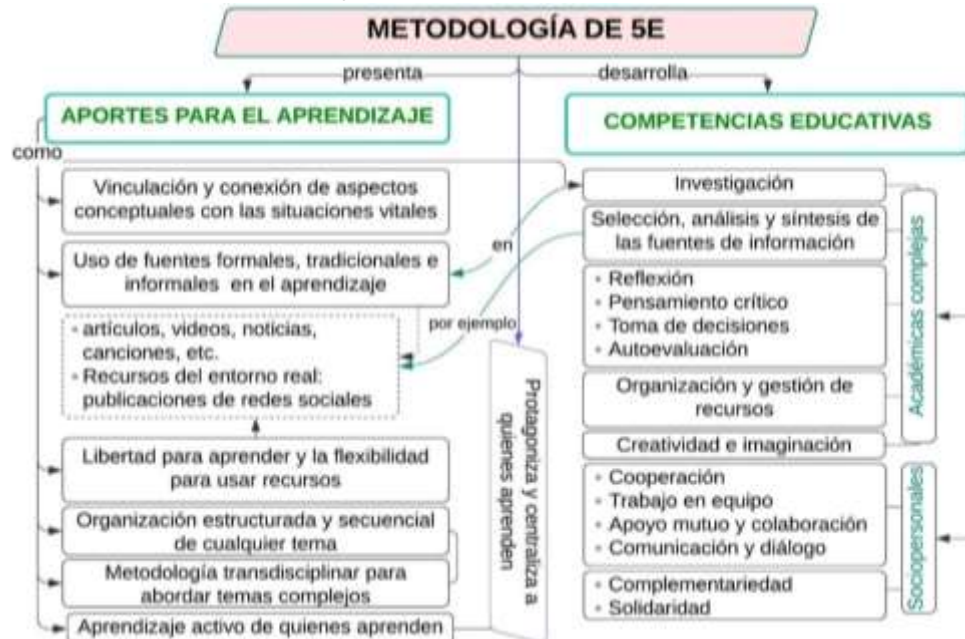 METODOLOGÍA DE 5E
presenta
desarrolla
APORTES PARA EL APRENDIZAJE
COMPETENCIAS EDUCATIVAS
como
Vinculación y conexión de aspectos
conceptuales con las situaciones vitales
Uso de fuentes formales, tradicionales e
informales en el aprendizaje
en
por ejemplo
• artículos, videos, noticias,
canciones, etc.
• Recursos del entorno real:
publicaciones de redes sociales
Libertad para aprender y la flexibilidad
para usar recursos
Organización estructurada y secuencial
de cualquier tema
Metodología transdisciplinar para
abordar temas complejos
Aprendizaje activo de quienes aprenden
Protagoniza y centraliza a
quienes aprenden
Investigación
Selección, análisis y síntesis de
las fuentes de información
• Reflexión
• Pensamiento crítico
• Toma de decisiones
• Autoevaluación
Organización y gestión de
recursos
Creatividad e imaginación
Académicas complejas
• Cooperación
• Trabajo en equipo
• Apoyo mutuo y colaboración
• Comunicación y diálogo
• Complementariedad
• Solidaridad
Sociopersonales